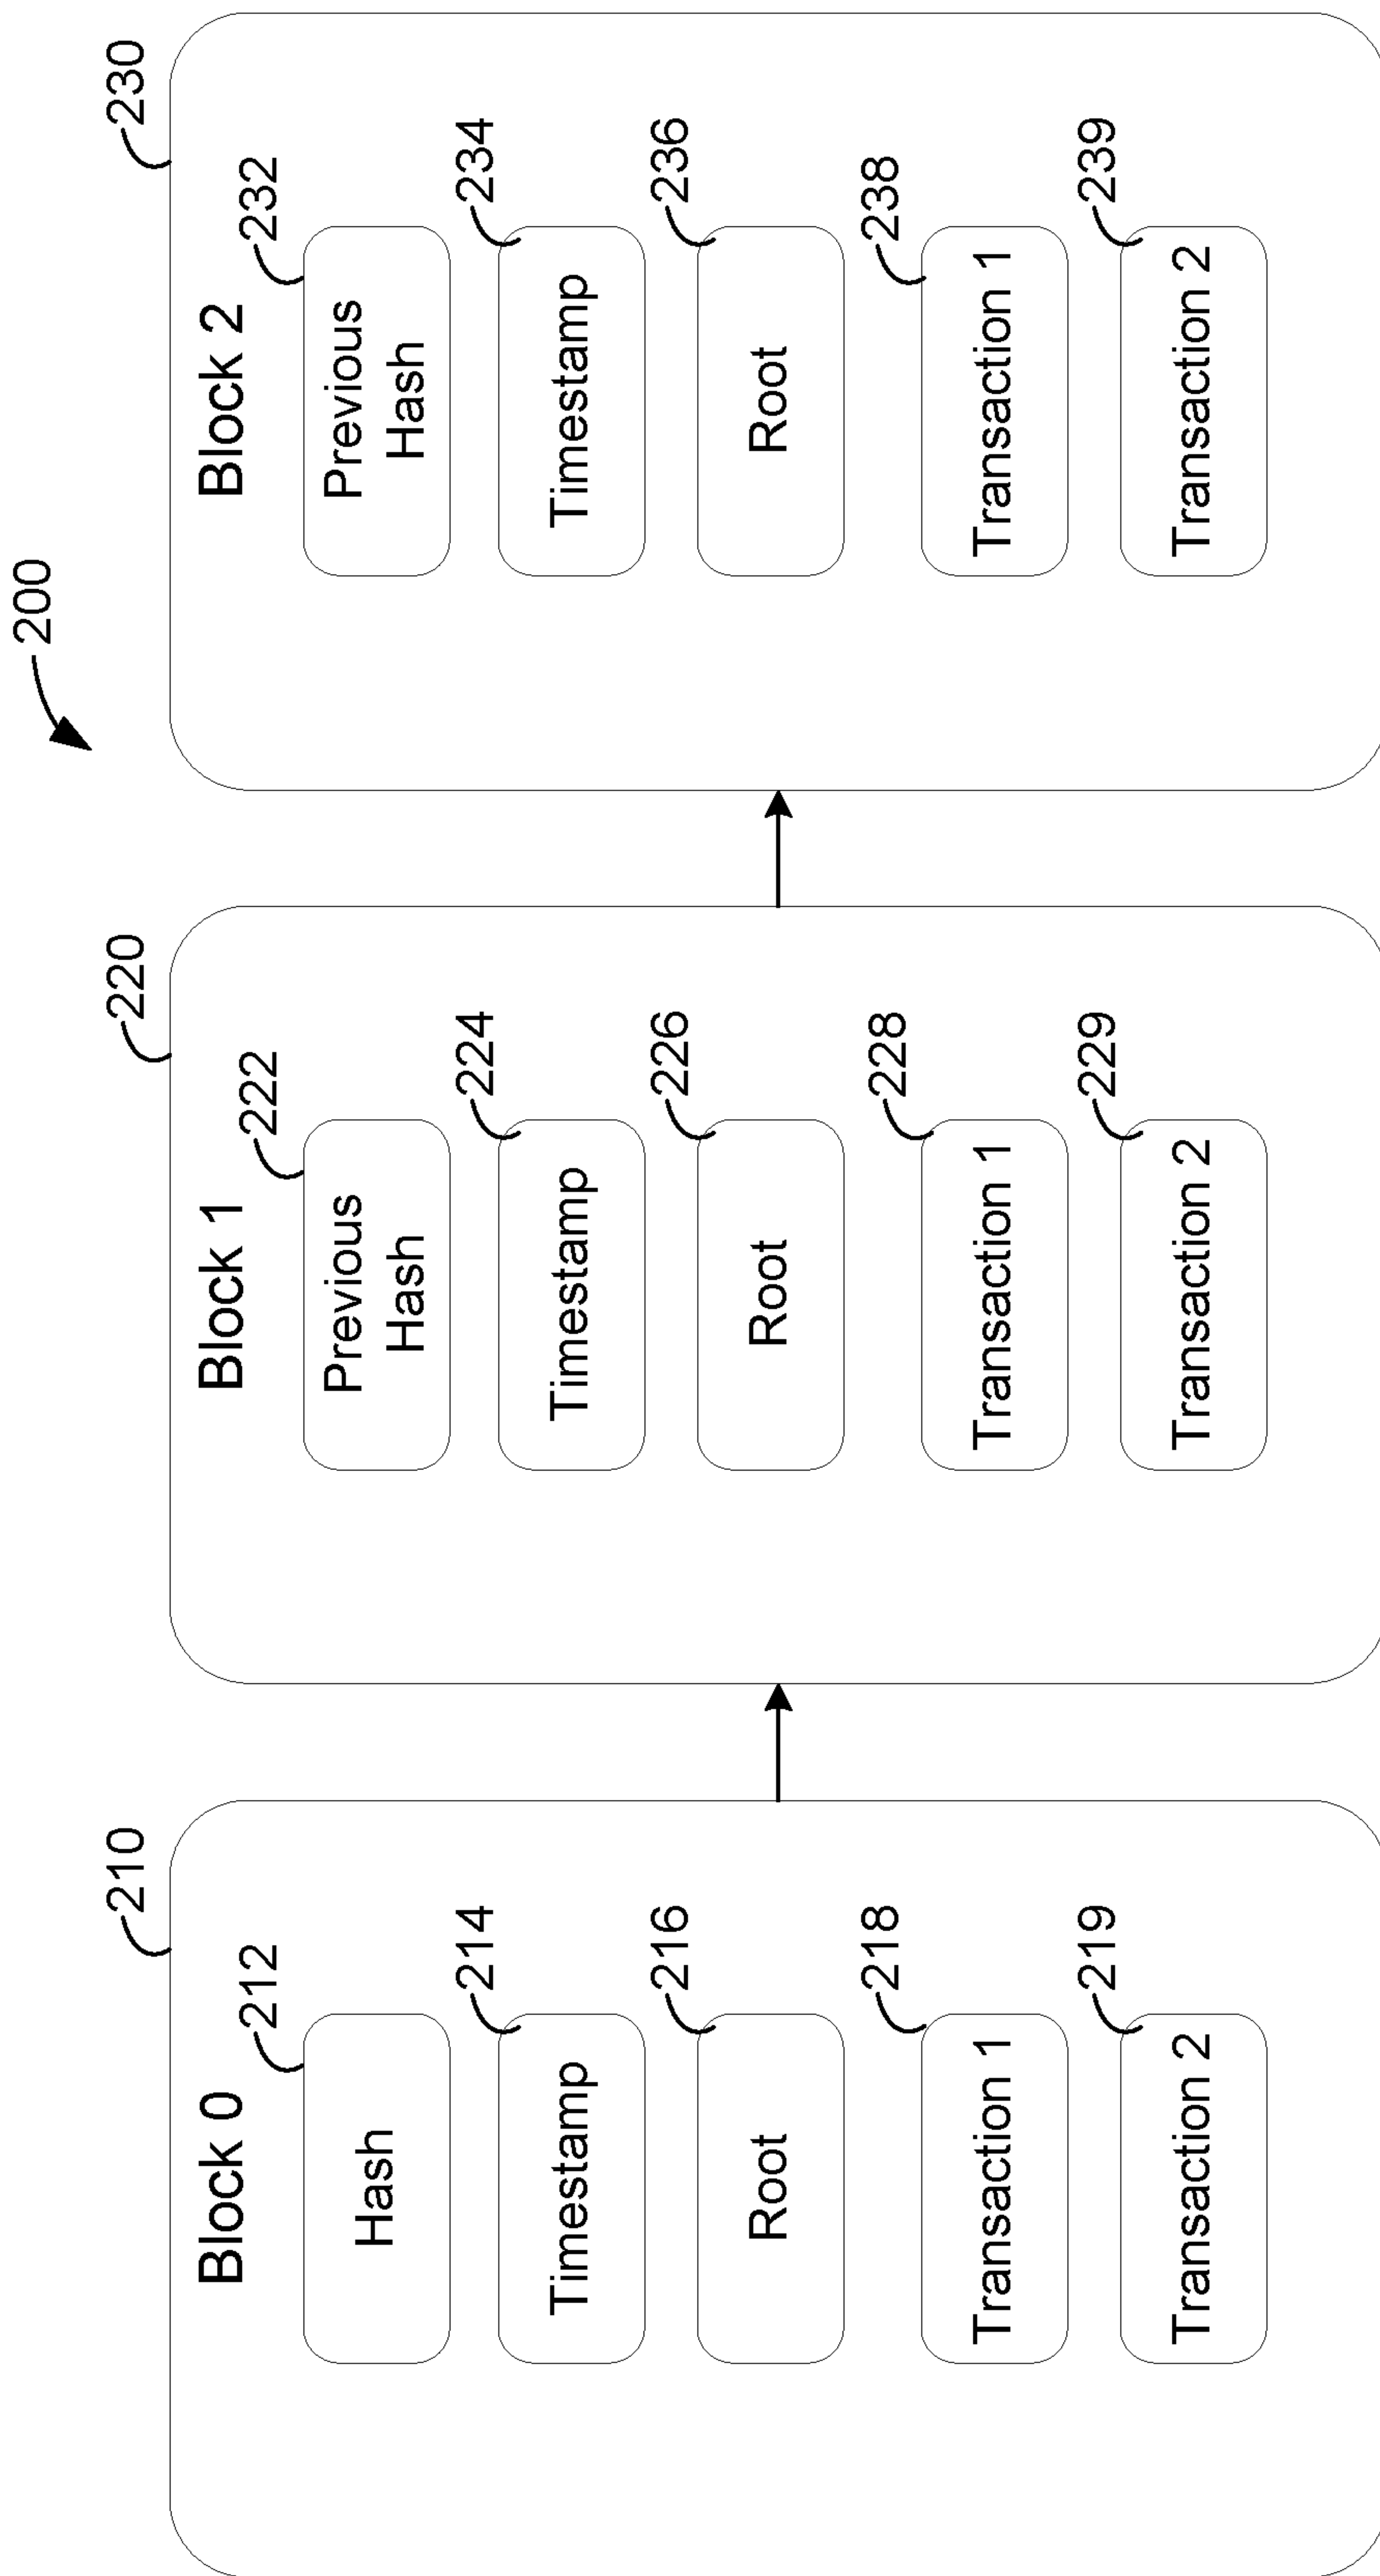 200
210
Block 0
212
Hash
214
Timestamp
216
Root
218
Transaction 1
219
Transaction 2
220
Block 1
222
Previous
Hash
224
Timestamp
226
Root
228
Transaction 1
229
Transaction 2
230
Block 2
232
Previous
Hash
234
Timestamp
236
Root
238
Transaction 1
239
Transaction 2